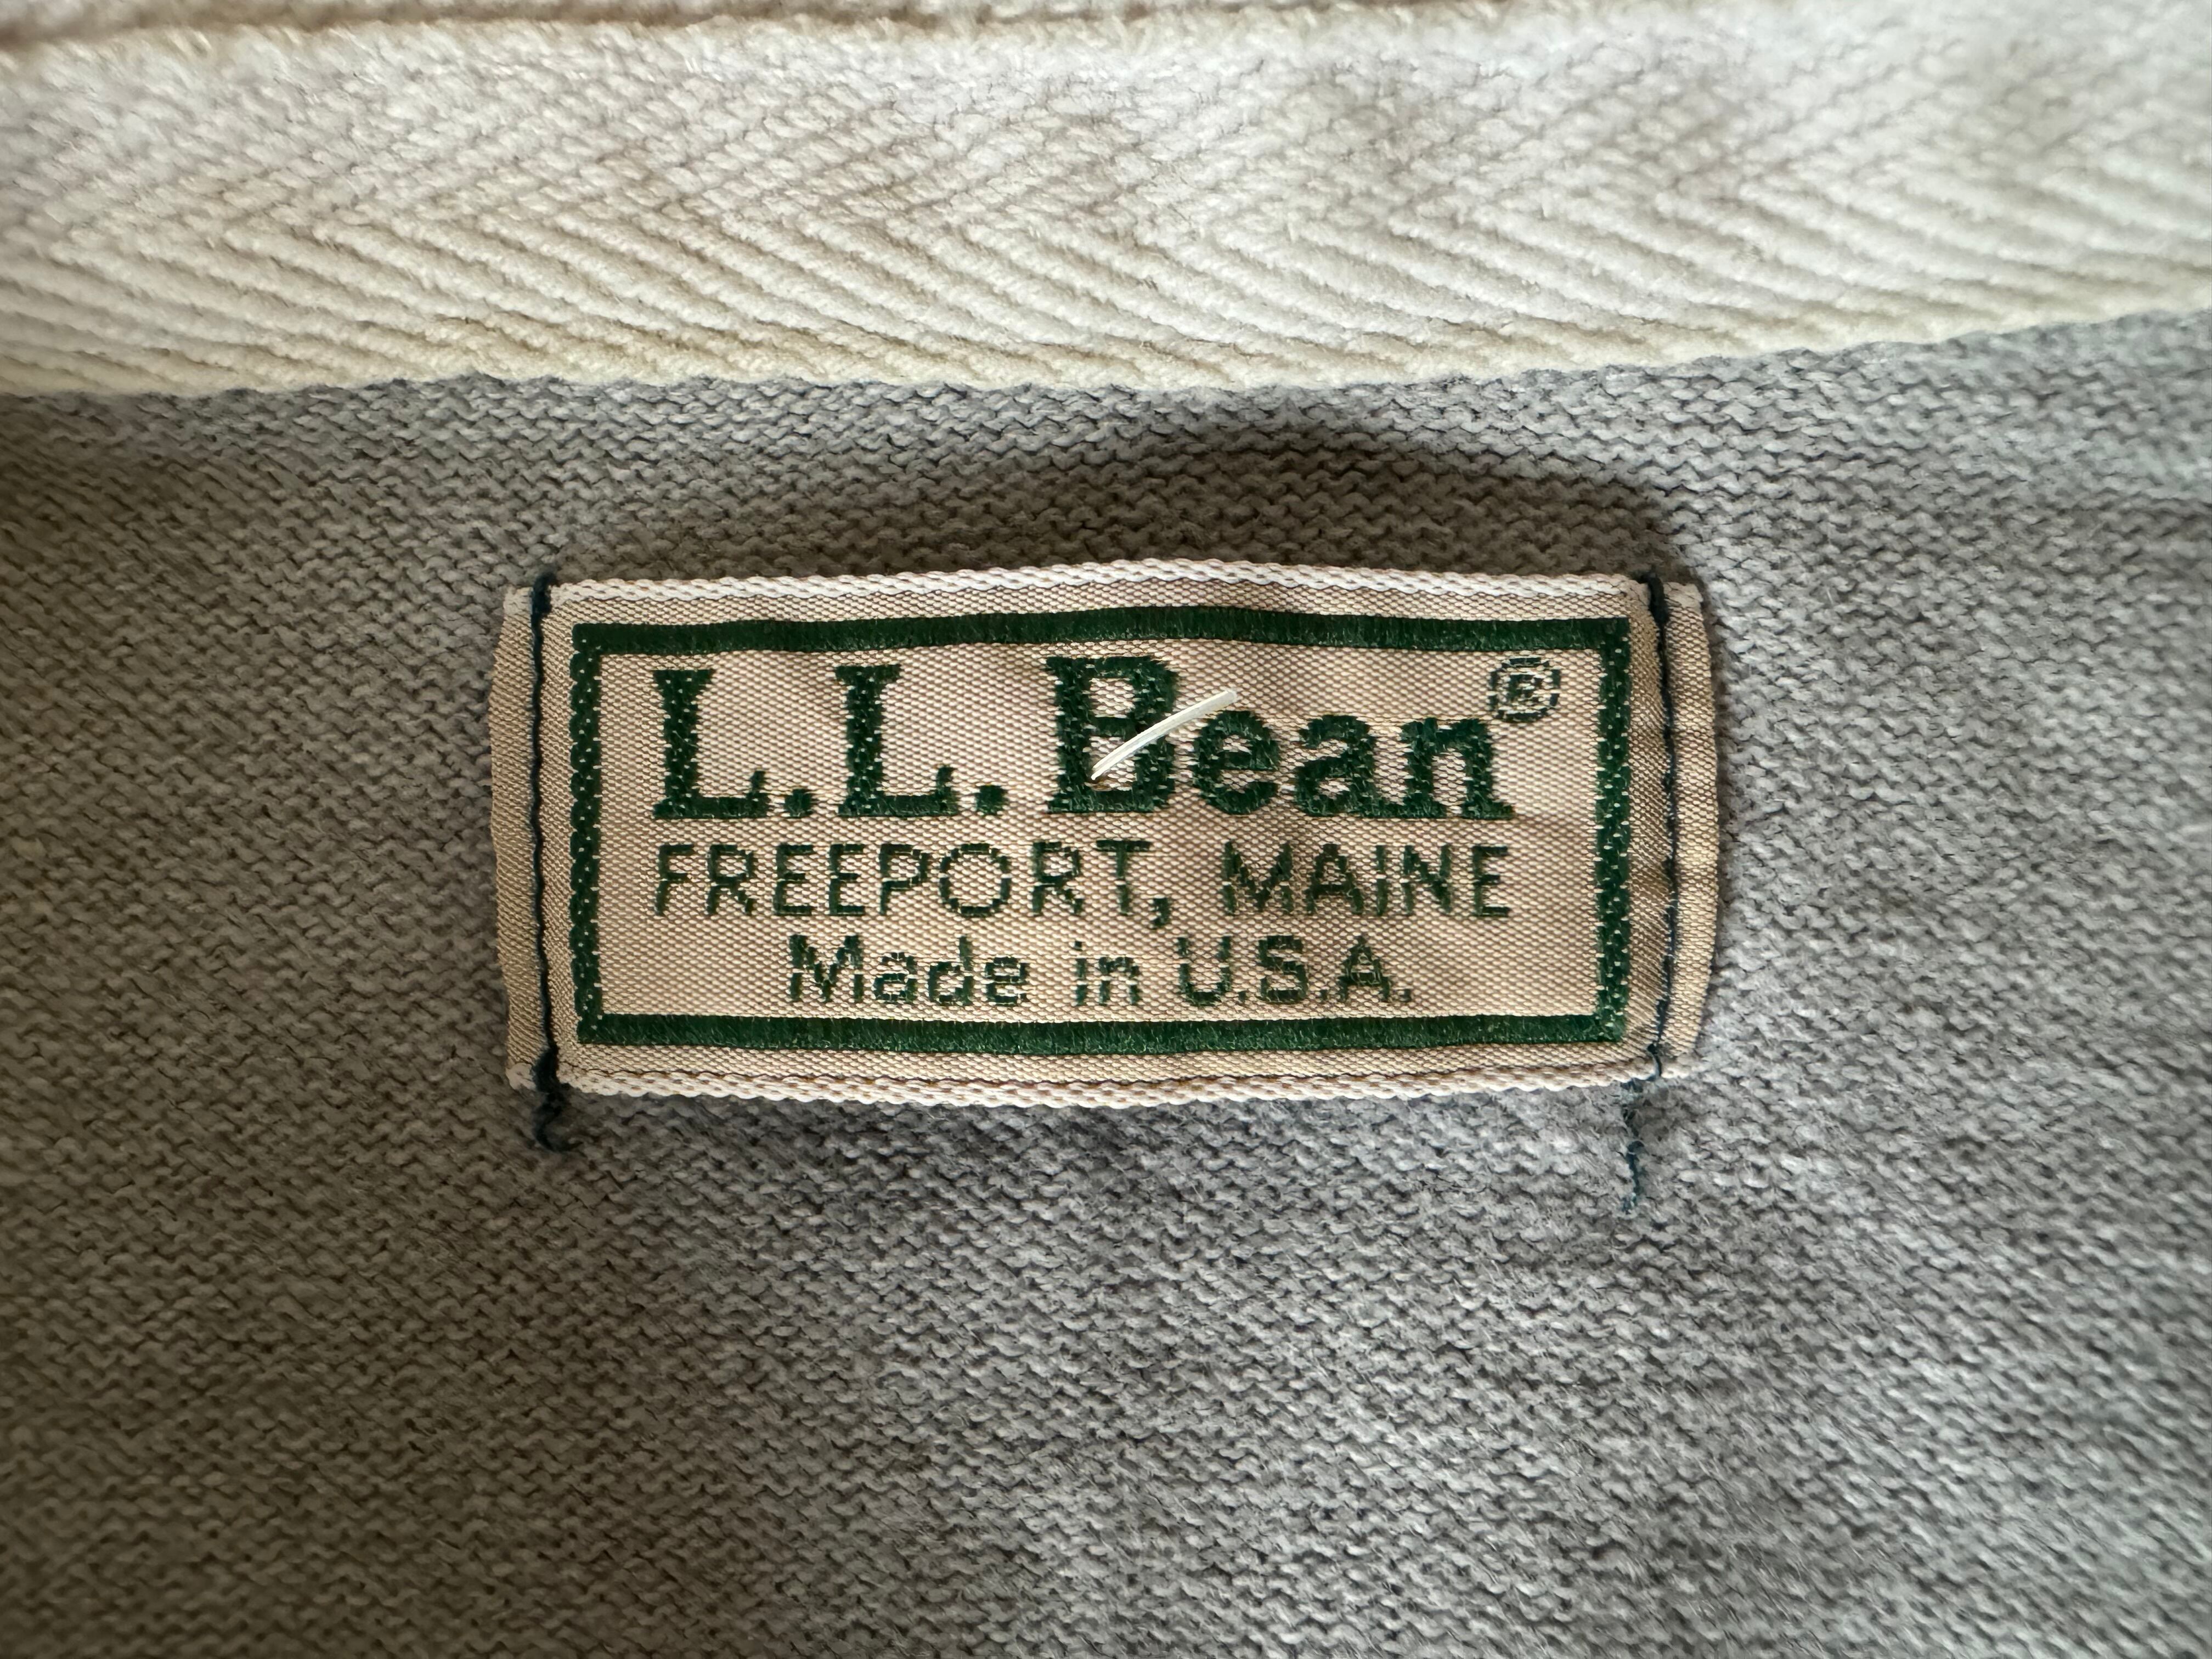 L.L.Bean®
FREEPORT, MAINE
Made in U.S.A.